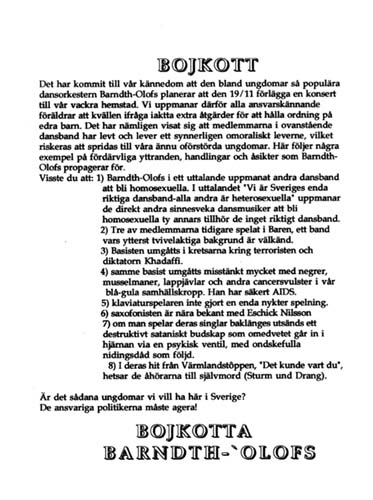 BOJKOTT
Det har kommit till vår kännedom att den bland ungdomar så populära
dansorkestern Barndth-Olofs planerar att den 19/11 förlägga en konsert
till vår vackra hemstad. Vi uppmanar därför alla ansvarskännande
föräldrar att kvällen ifråga iaktta extra åtgärder för att hålla ordning på
edra barn. Det har nämligen visat sig att medlemmarna i ovanstående
dansband har levt och lever ett synnerligen omoraliskt leverne, vilket
riskeras att spridas till våra ännu oförstörda ungdomar. Här följer några
exempel på fördärvliga yttranden, handlingar och åsikter som Barndth-
Olofs propagerar för.
Visste du att: 1) Barndth-Olofs i ett uttalande uppmanat andra dansband
att bli homosexuella. I uttalandet "Vi är Sveriges enda
riktiga dansband-alla andra är heterosexuella" uppmanar
de direkt andra sinnesveka dansmusiker att bli
homosexuella ty annars tillhör de inget riktigt dansband.
2) Tre av medlemmarna tidigare spelat i Baren, ett band
vars ytterst tvivelaktiga bakgrund är välkänd.
3) Basisten umgåtts i kretsarna kring terroristen och
diktatorn Khadaffi.
4) samme basist umgåtts misstänkt mycket med negrer,
musselmaner, lappjävlar och andra cancersvulster i vår
blå-gula samhällskropp. Han har säkert AIDS.
5) klaviaturspelaren inte gjort en enda nykter spelning.
6) saxofonisten är nära bekant med Eschick Nilsson
7) om man spelar deras singlar baklänges utsänds ett
destruktivt sataniskt budskap som omedvetet går in i
hjärnan via en psykisk ventil, med ondskefulla
nidingsdåd som följd.
8) I deras hit från Värmlandstöppen, "Det kunde vart du",
hetsar de åhörarna till självmord (Sturm und Drang).
Är det sådana ungdomar vi vill ha här i Sverige?
De ansvariga politikerna måste agera!
BOJKOTTA
BARNDTH-`OLOFS